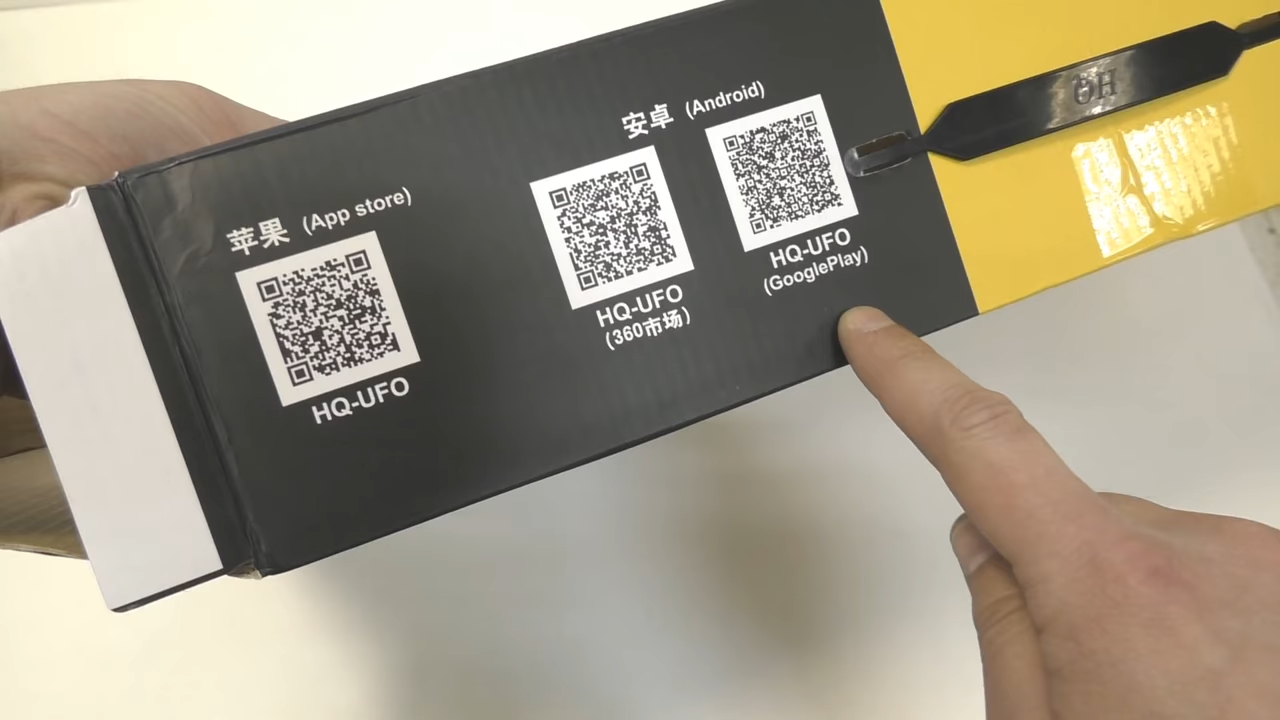 苹果 (App store)
HQ-UFO
安卓 (Android)
HQ-UFO
(360市场)
HQ-UFO
(GooglePlay)
HQ